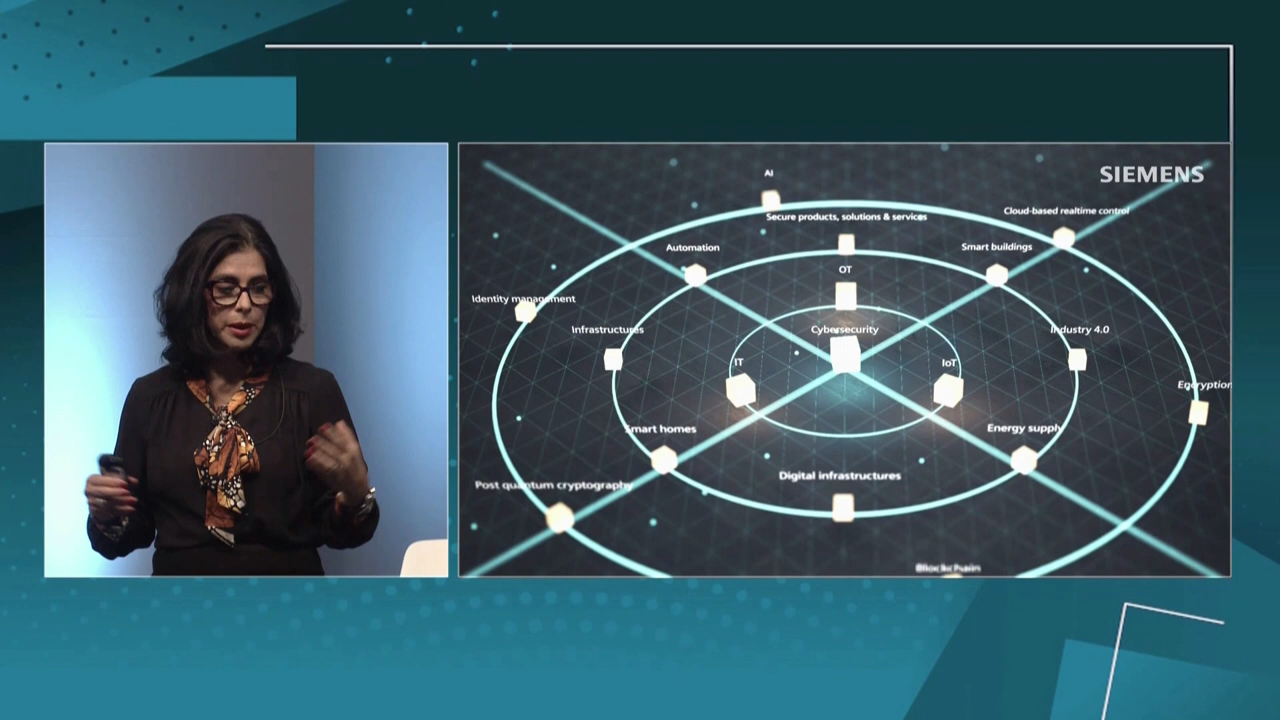 AI
SIEMENS
Cloud-based realtime control
Secure products, solutions & services
Automation
Smart buildings
OT
Identity management
Infrastructures
Cybersecurity
Industry 4.0
IT
IoT
Encryption
Smart homes
Energy supply
Digital infrastructures
Post quantum cryptography
Blockchain